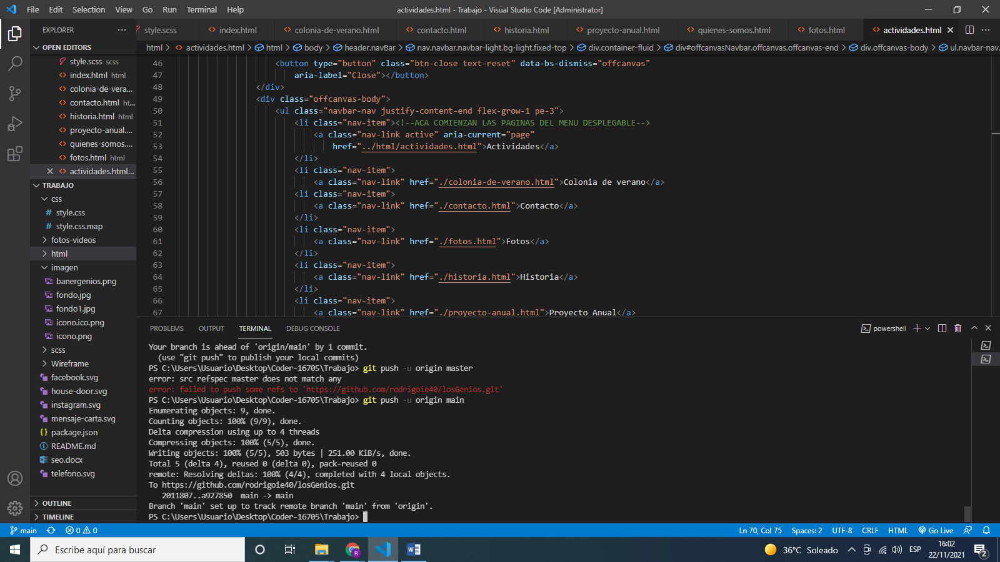 File Edit Selection View Go Run Terminal Help actividades.html - Trabajo - Visual Studio Code [Administrator]
EXPLORER
style.scss index.html colonia-de-verano.html contacto.html historia.html proyecto-anual.html quienes-somos.html fotos.html actividades.html
html > actividades.html > html > body > header.navBar > nav.navbar.navbar-light.bg-light.fixed-top > div.container-fluid > div#offcanvasNavbar.offcanvas.offcanvas-end > div.offcanvas-body > ul.navbar-nav.
OPEN EDITORS
style.scss scss
index.html html
colonia-de-vera...
contacto.html ht...
historia.html html
proyecto-anual....
quienes-somos....
fotos.html html
actividades.html...
TRABAJO
css
style.css
style.css.map
fotos-videos
html
imagen
banergenios.png
fondo.jpg
fondo1.jpg
icono.ico.png
icono.png
scss
Wireframe
facebook.svg
house-door.svg
instagram.svg
mensaje-carta.svg
package.json
README.md
seo.docx
telefono.svg
OUTLINE
TIMELINE
46 <button type="button" class="btn-close text-reset" data-bs-dismiss="offcanvas"
47 aria-label="Close"></button>
48 </div>
49 <div class="offcanvas-body">
50 <ul class="navbar-nav justify-content-end flex-grow-1 pe-3">
51 <li class="nav-item"><!--ACA COMIENZAN LAS PAGINAS DEL MENU DESPLEGABLE-->
52 <a class="nav-link active" aria-current="page"
53 href="../html/actividades.html">Actividades</a>
54 </li>
55 <li class="nav-item">
56 <a class="nav-link" href="./colonia-de-verano.html">Colonia de verano</a>
57 <li class="nav-item">
58 <a class="nav-link" href="./contacto.html">Contacto</a>
59 </li>
60 <li class="nav-item">
61 <a class="nav-link" href="./fotos.html">Fotos</a>
62 </li>
63 <li class="nav-item">
64 <a class="nav-link" href="./historia.html">Historia</a>
65 </li>
66 <li class="nav-item">
67 <a class="nav-link" href="./proyecto-anual.html">Proyecto Anual</a>
PROBLEMS OUTPUT TERMINAL DEBUG CONSOLE powershell
Your branch is ahead of 'origin/main' by 1 commit.
(use "git push" to publish your local commits)
PS C:\Users\Usuario\Desktop\Coder-16705\Trabajo> git push -u origin master
error: src refspec master does not match any
error: failed to push some refs to 'https://github.com/rodrigoie40/losGenios.git'
PS C:\Users\Usuario\Desktop\Coder-16705\Trabajo> git push -u origin main
Enumerating objects: 9, done.
Counting objects: 100% (9/9), done.
Delta compression using up to 4 threads
Compressing objects: 100% (5/5), done.
Writing objects: 100% (5/5), 503 bytes | 251.00 KiB/s, done.
Total 5 (delta 4), reused 0 (delta 0), pack-reused 0
remote: Resolving deltas: 100% (4/4), completed with 4 local objects.
To https://github.com/rodrigoie40/losGenios.git
2011807..a927850 main -> main
Branch 'main' set up to track remote branch 'main' from 'origin'.
PS C:\Users\Usuario\Desktop\Coder-16705\Trabajo>
main 0 0 Ln 70, Col 75 Spaces: 2 UTF-8 CRLF HTML Go Live
Escribe aquí para buscar 36°C Soleado ESP 16:02
22/11/2021 2